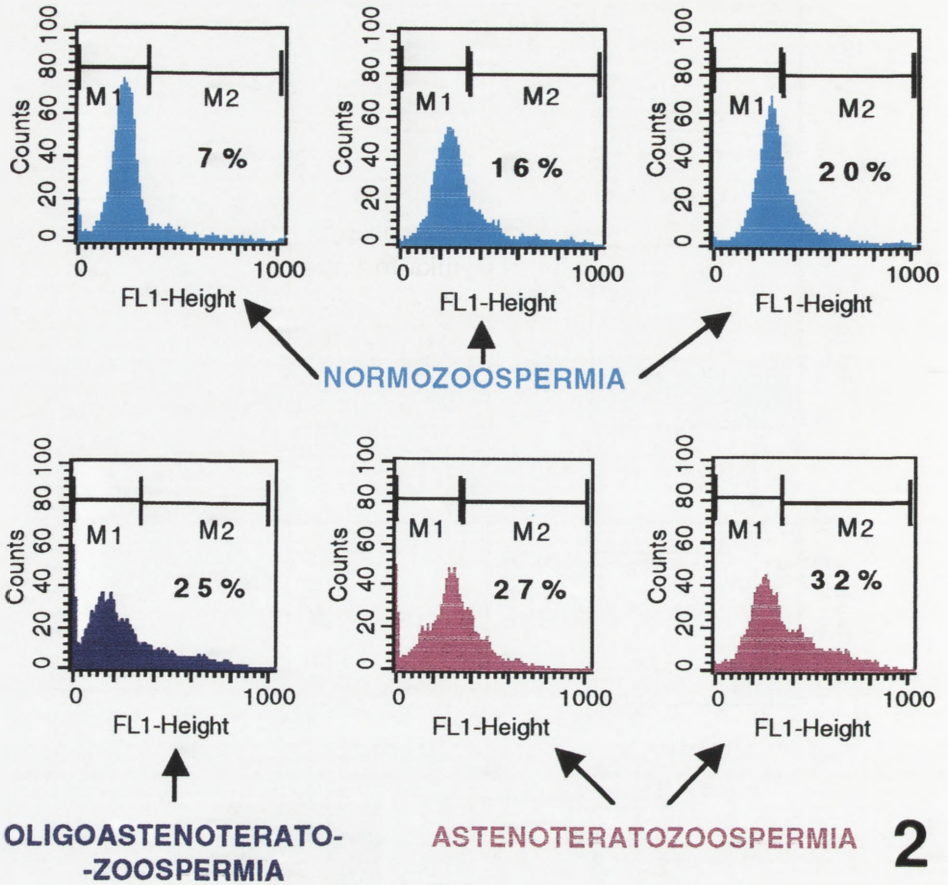 100
80
60
40
20
0
Counts
M1
M2
7 %
0
1000
FL1-Height
100
80
60
40
20
0
Counts
M1
M2
16 %
0
1000
FL1-Height
100
80
60
40
20
0
Counts
M1
M2
20 %
0
1000
FL1-Height
NORMOZOOSPERMIA
100
80
60
40
20
0
Counts
M1
M2
25 %
0
1000
FL1-Height
100
80
60
40
20
0
Counts
M1
M2
27 %
0
1000
FL1-Height
100
80
60
40
20
0
Counts
M1
M2
32 %
0
1000
FL1-Height
OLIGOASTENOTERATO-
-ZOOSPERMIA
ASTENOTERATOZOOSPERMIA
2